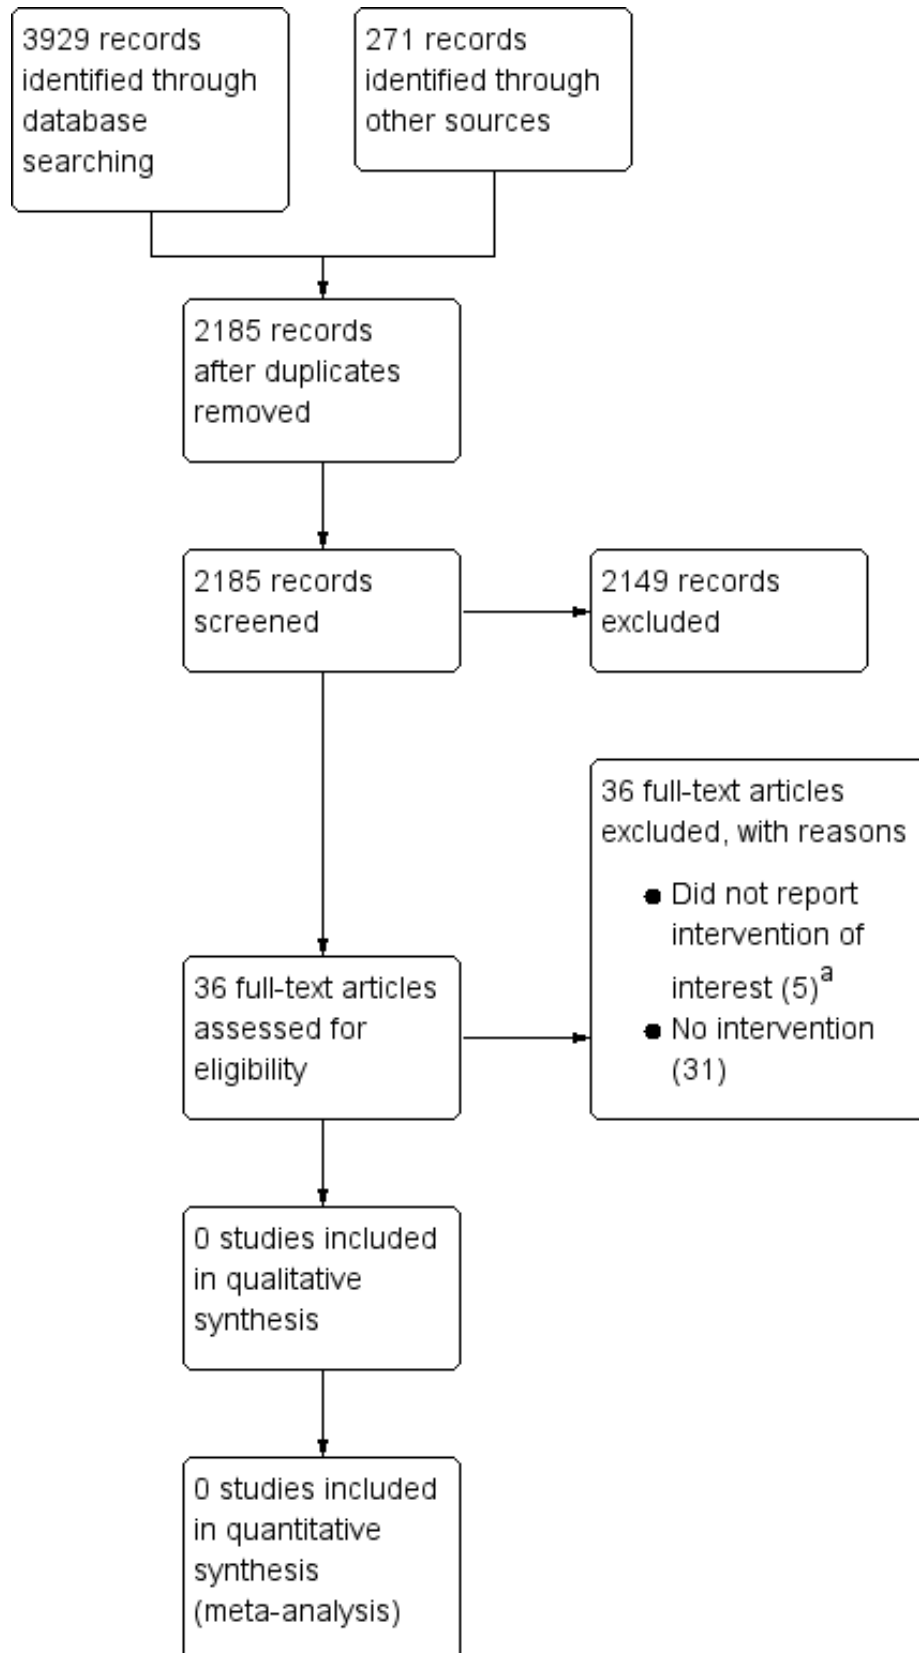 3929 records
identified through
database
searching
271 records
identified through
other sources
2185 records
after duplicates
removed
2185 records
screened
2149 records
excluded
36 full-text articles
excluded, with reasons
● Did not report
intervention of
interest (5)a
● No intervention
(31)
36 full-text articles
assessed for
eligibility
0 studies included
in qualitative
synthesis
0 studies included
in quantitative
synthesis
(meta-analysis)